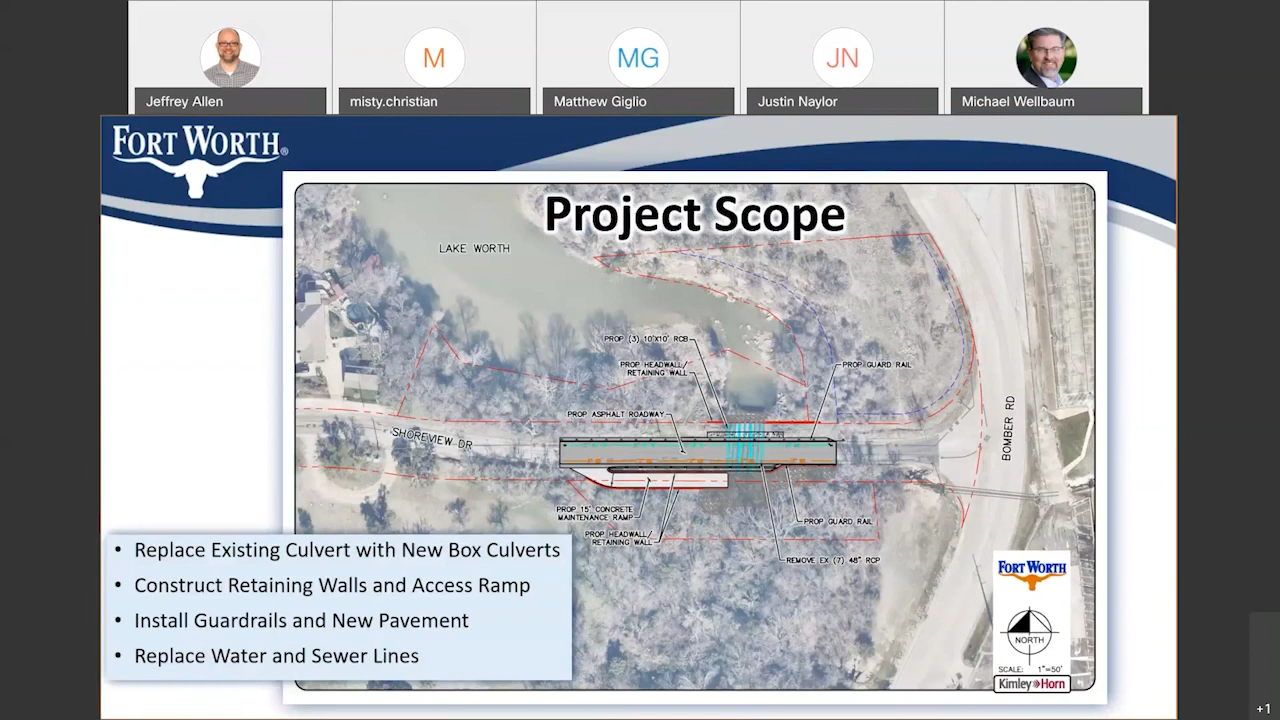 M
MG
JN
Jeffrey Allen
misty.christian
Matthew Giglio
Justin Naylor
Michael Wellbaum
FORT WORTH®
Project Scope
LAKE WORTH
PROP (3) 10'X10' RCB
PROP HEADWALL/
RETAINING WALL
PROP GUARD RAIL
PROP ASPHALT ROADWAY
SHOREVIEW DR
BOMBER RD
PROP 15' CONCRETE
MAINTENANCE RAMP
PROP HEADWALL/
RETAINING WALL
PROP GUARD RAIL
REMOVE EX (7) 48" RCP
• Replace Existing Culvert with New Box Culverts
• Construct Retaining Walls and Access Ramp
• Install Guardrails and New Pavement
• Replace Water and Sewer Lines
FORT WORTH
NORTH
SCALE: 1"=50'
Kimley»Horn
+1